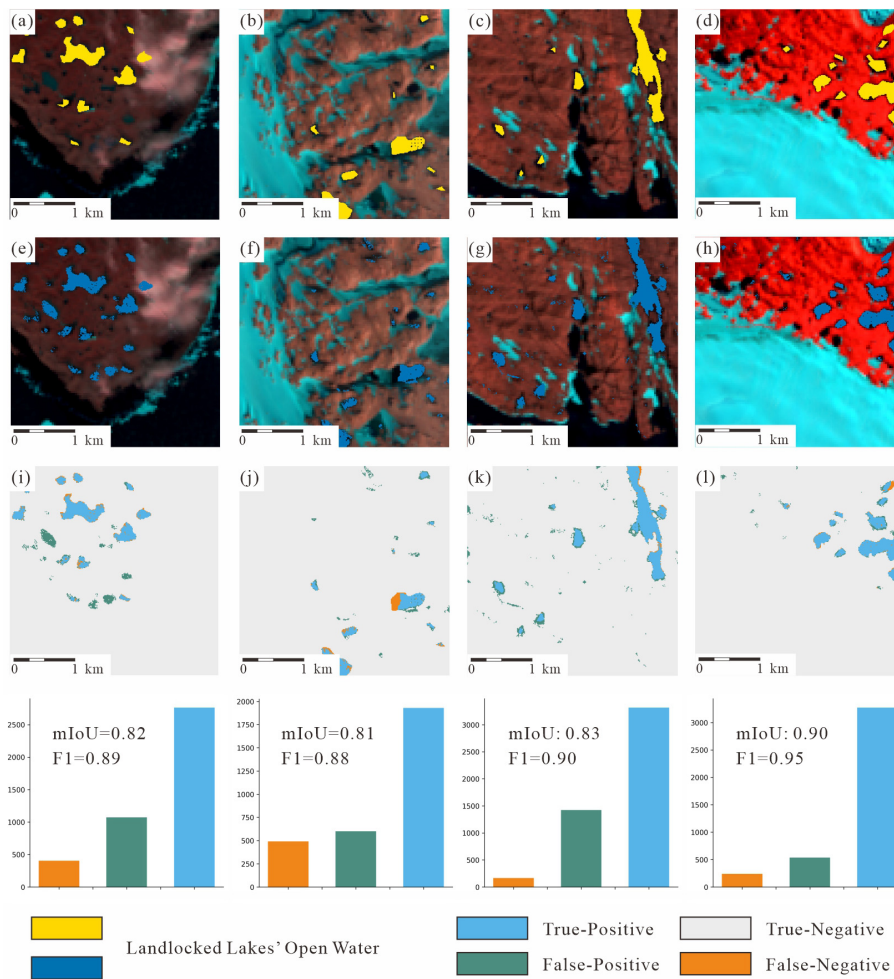 (a) (b) (c) (d)
0 1 km 0 1 km 0 1 km 0 1 km
(e) (f) (g) (h)
0 1 km 0 1 km 0 1 km 0 1 km
(i) (j) (k) (l)
0 1 km 0 1 km 0 1 km 0 1 km
mIoU=0.82
F1=0.89
2500
2000
1500
1000
500
0
mIoU=0.81
F1=0.88
2000
1750
1500
1250
1000
750
500
250
0
mIoU: 0.83
F1=0.90
3000
2500
2000
1500
1000
500
0
mIoU: 0.90
F1=0.95
3000
2500
2000
1500
1000
500
0
Landlocked Lakes' Open Water
True-Positive
True-Negative
False-Positive
False-Negative